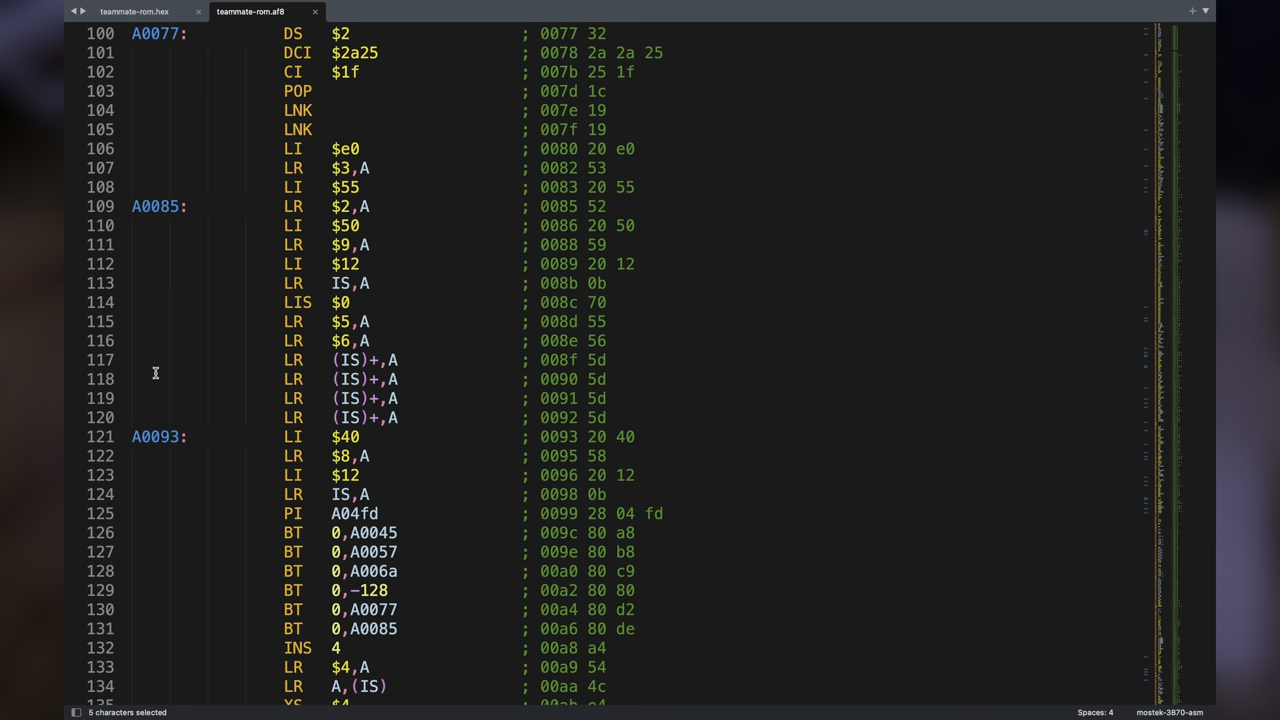 teammate-rom.hex × teammate-rom.af8 ×
100 A0077: DS $2 ; 0077 32
101 DCI $2a25 ; 0078 2a 2a 25
102 CI $1f ; 007b 25 1f
103 POP ; 007d 1c
104 LNK ; 007e 19
105 LNK ; 007f 19
106 LI $e0 ; 0080 20 e0
107 LR $3,A ; 0082 53
108 LI $55 ; 0083 20 55
109 A0085: LR $2,A ; 0085 52
110 LI $50 ; 0086 20 50
111 LR $9,A ; 0088 59
112 LI $12 ; 0089 20 12
113 LR IS,A ; 008b 0b
114 LIS $0 ; 008c 70
115 LR $5,A ; 008d 55
116 LR $6,A ; 008e 56
117 LR (IS)+,A ; 008f 5d
118 LR (IS)+,A ; 0090 5d
119 LR (IS)+,A ; 0091 5d
120 LR (IS)+,A ; 0092 5d
121 A0093: LI $40 ; 0093 20 40
122 LR $8,A ; 0095 58
123 LI $12 ; 0096 20 12
124 LR IS,A ; 0098 0b
125 PI A04fd ; 0099 28 04 fd
126 BT 0,A0045 ; 009c 80 a8
127 BT 0,A0057 ; 009e 80 b8
128 BT 0,A006a ; 00a0 80 c9
129 BT 0,-128 ; 00a2 80 80
130 BT 0,A0077 ; 00a4 80 d2
131 BT 0,A0085 ; 00a6 80 de
132 INS 4 ; 00a8 a4
133 LR $4,A ; 00a9 54
134 LR A,(IS) ; 00aa 4c
135 XS $4 ; 00ab e4
5 characters selected Spaces: 4 mostek-3870-asm